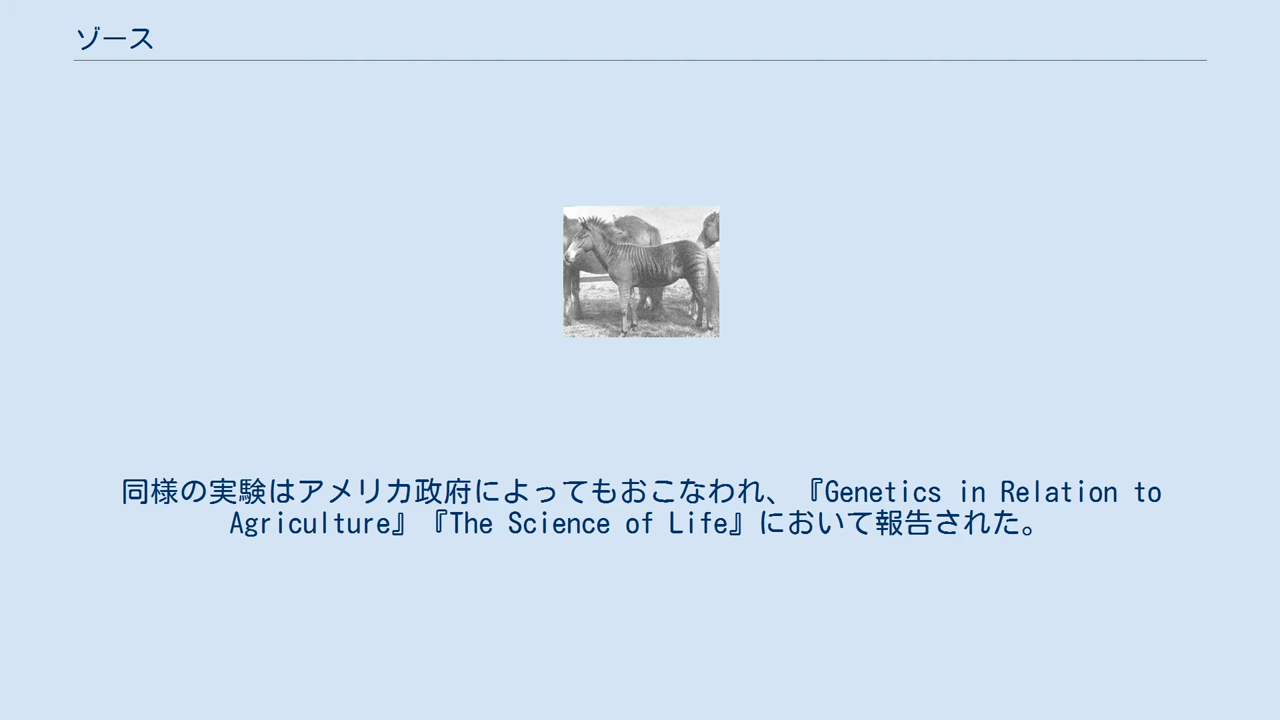 ゾース
同様の実験はアメリカ政府によってもおこなわれ、『Genetics in Relation to
Agriculture』『The Science of Life』において報告された。